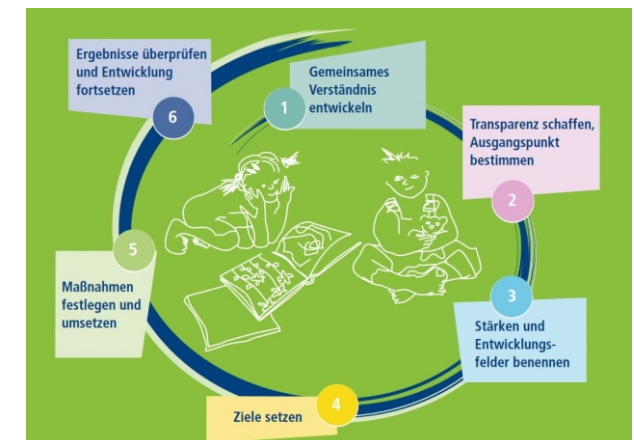 1
Gemeinsames
Verständnis
entwickeln
2
Transparenz schaffen,
Ausgangspunkt
bestimmen
3
Stärken und
Entwicklungs-
felder benennen
4
Ziele setzen
5
Maßnahmen
festlegen und
umsetzen
6
Ergebnisse überprüfen
und Entwicklung
fortsetzen